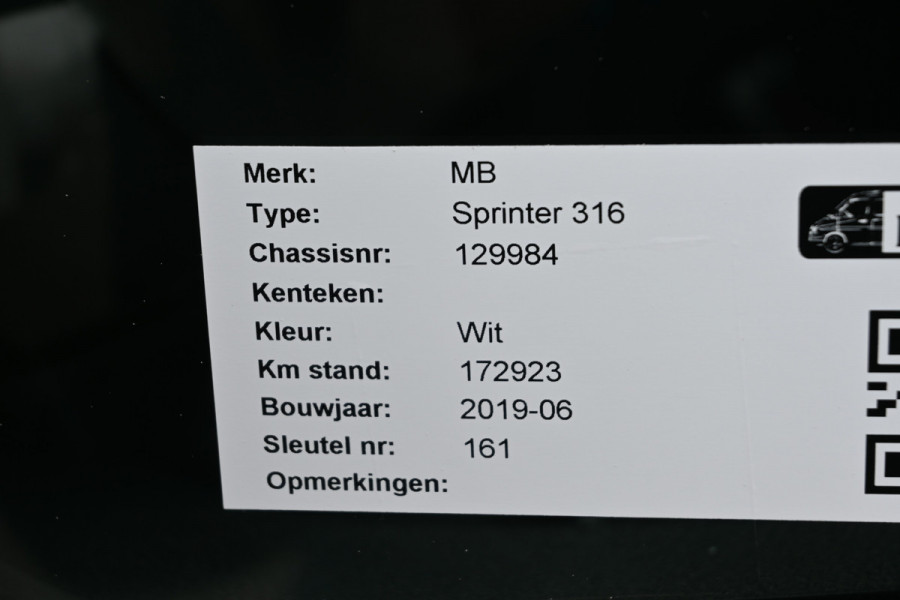 Merk: MB
Type: Sprinter 316
Chassisnr: 129984
Kenteken:
Kleur: Wit
Km stand: 172923
Bouwjaar: 2019-06
Sleutel nr: 161
Opmerkingen: